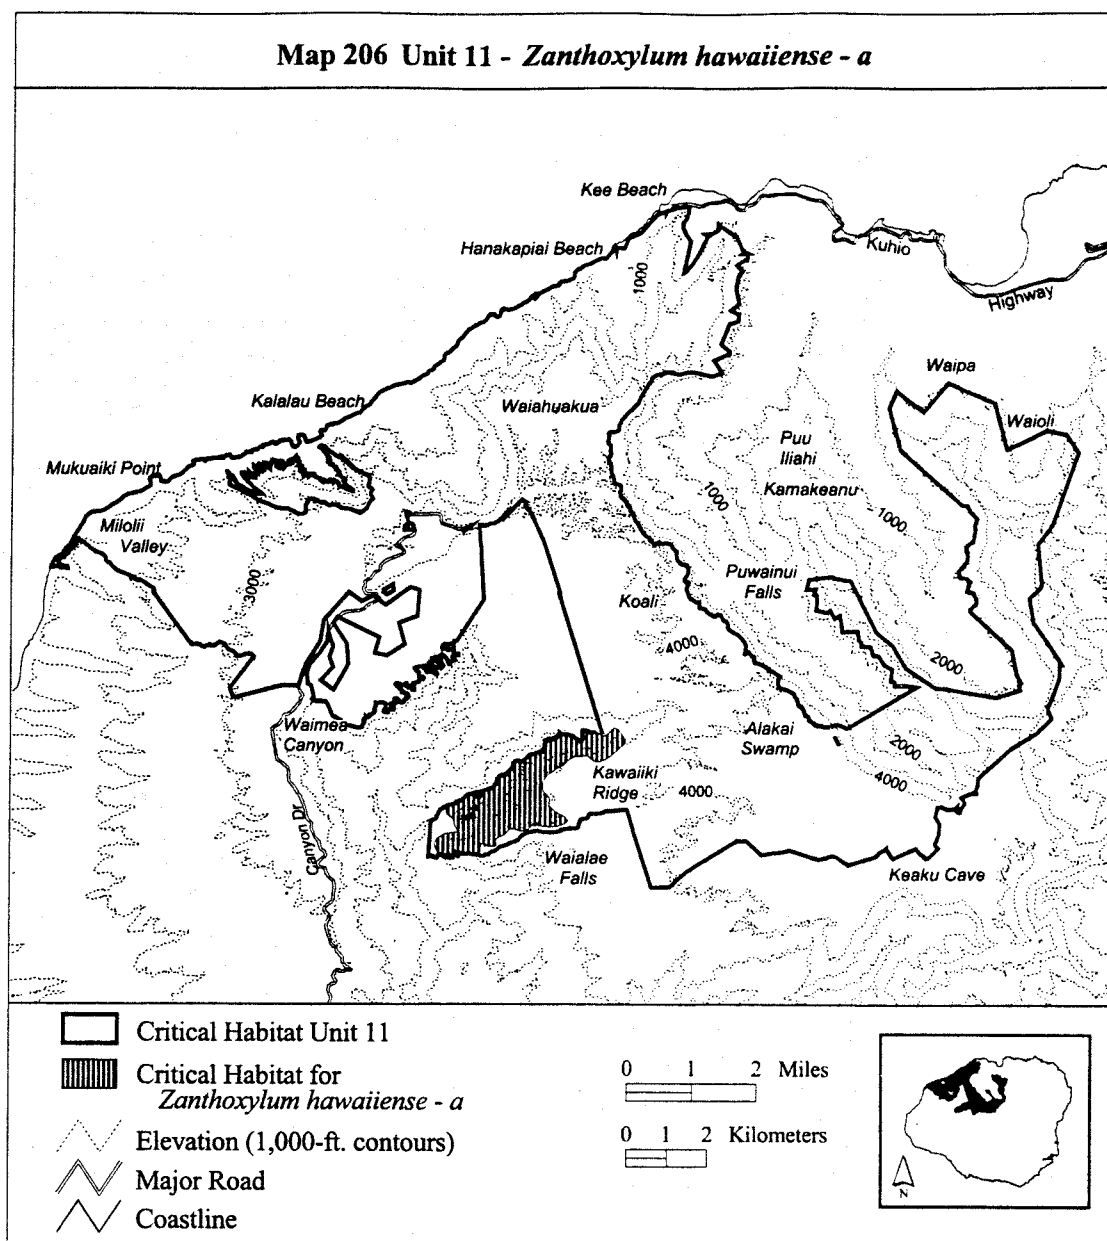 Map 206 Unit 11 - Zanthoxylum hawaiiense - a
Kee Beach
Hanakapiai Beach
Kuhio
Highway
1000
Waipa
Kalalau Beach
Waiahuakua
Waioli
Puu
Iliahi
Mukuaiki Point
Kamakeanu
1000
1000
Milolii
Valley
Puwainui
Falls
3000
Koali
4000
2000
Waimea
Canyon
Alakai
Swamp
2000
Kawaiiki
Ridge
4000
4000
Canyon Dr
Waialae
Falls
Keaku Cave
Critical Habitat Unit 11
Critical Habitat for
Zanthoxylum hawaiiense - a
Elevation (1,000-ft. contours)
Major Road
Coastline
0 1 2 Miles
0 1 2 Kilometers
N